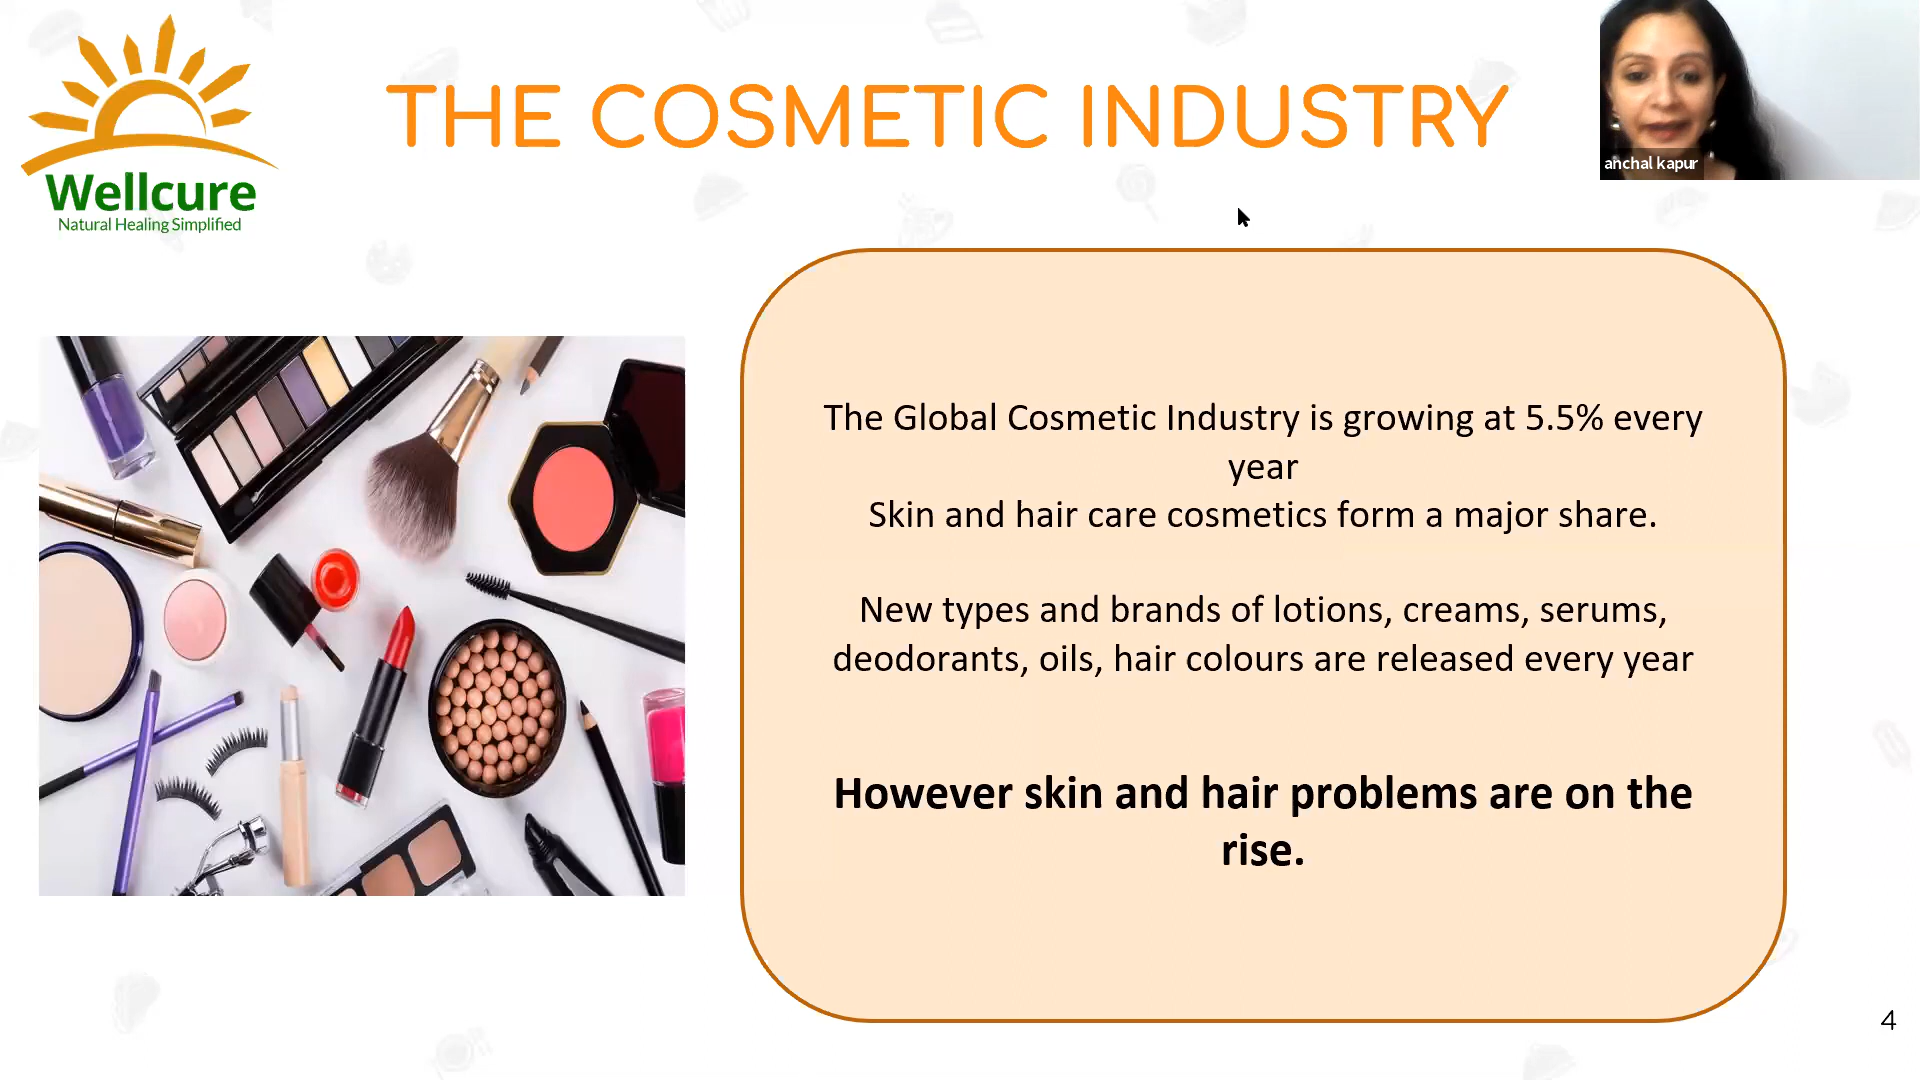 THE COSMETIC INDUSTRY
anchal kapur
Wellcure
Natural Healing Simplified
The Global Cosmetic Industry is growing at 5.5% every
year
Skin and hair care cosmetics form a major share.
New types and brands of lotions, creams, serums,
deodorants, oils, hair colours are released every year
However skin and hair problems are on the
rise.
4